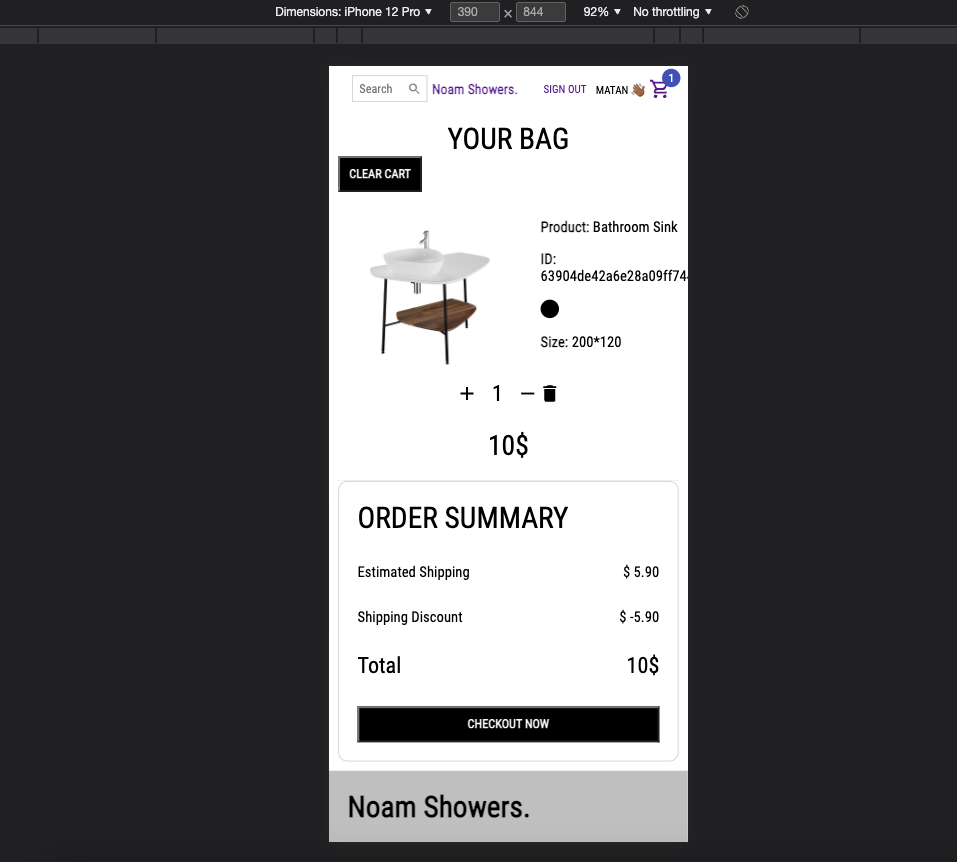 Dimensions: iPhone 12 Pro ▼ 390 × 844 92% ▼ No throttling ▼
Search Noam Showers. SIGN OUT MATAN 👋🏽 1
YOUR BAG
CLEAR CART
Product: Bathroom Sink
ID:
63904de42a6e28a09ff74
Size: 200*120
+ 1 −
10$
ORDER SUMMARY
Estimated Shipping $ 5.90
Shipping Discount $ -5.90
Total 10$
CHECKOUT NOW
Noam Showers.